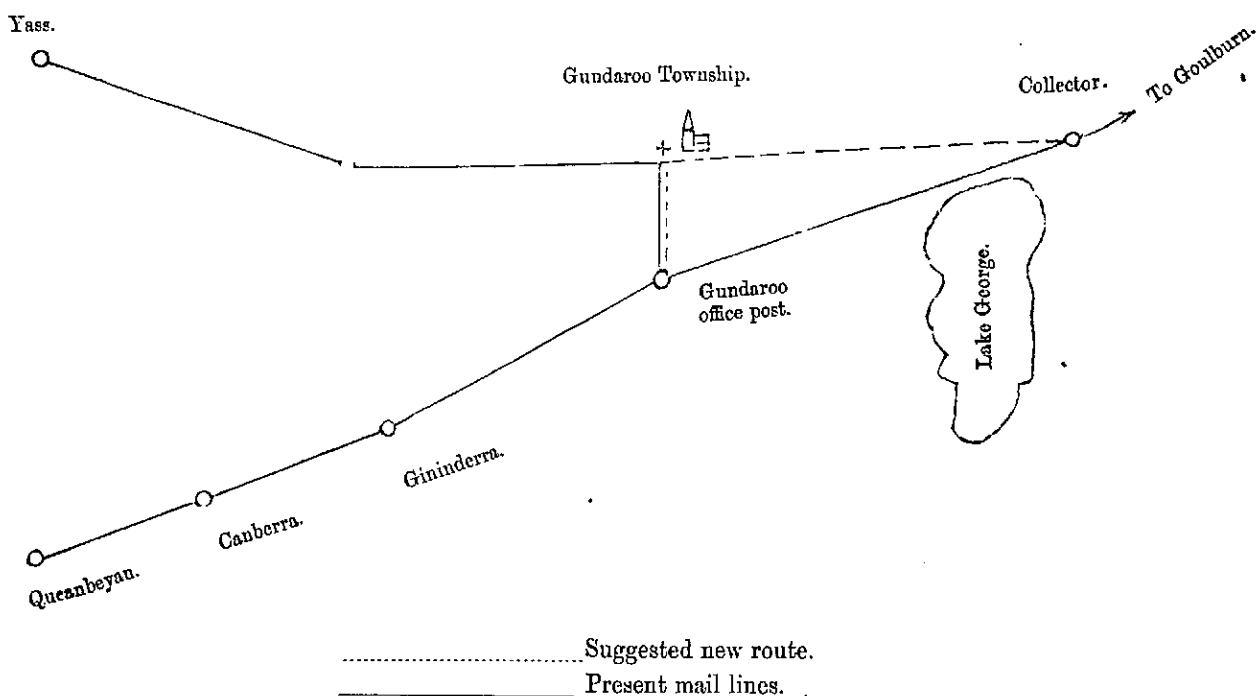 Yass.
Gundaroo Township.
Collector.
To Goulburn.
Gundaroo
office post.
Lake George.
Gininderra.
Canberra.
Queanbeyan.
Suggested new route.
Present mail lines.